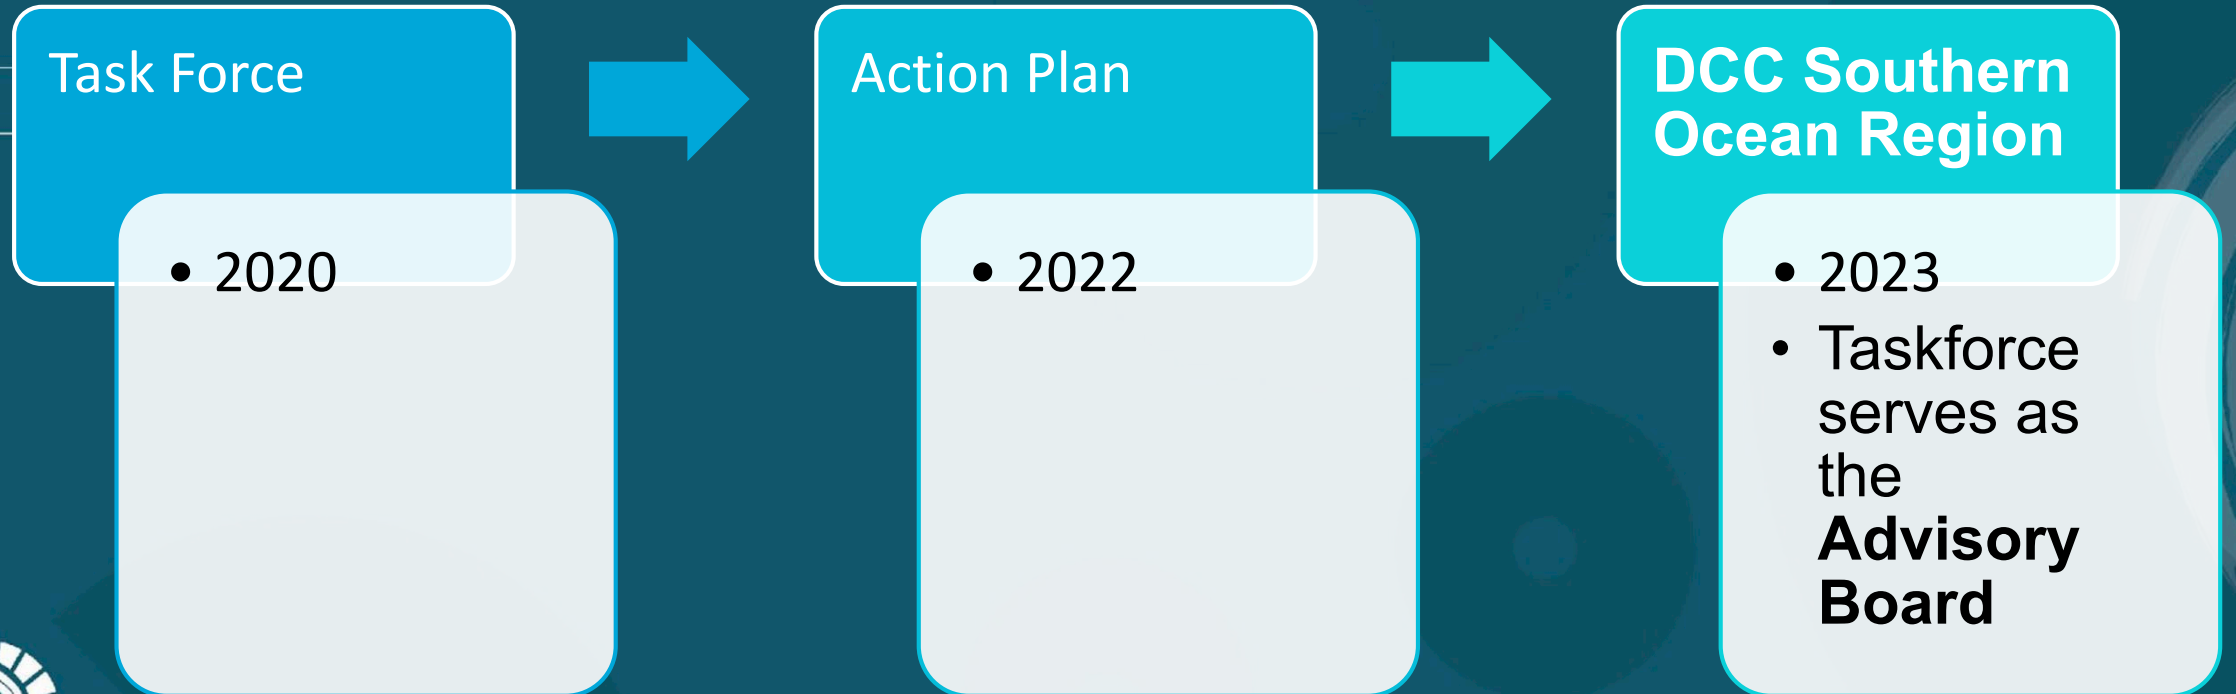 Task Force
• 2020
Action Plan
• 2022
DCC Southern
Ocean Region
• 2023
• Taskforce
serves as
the
Advisory
Board